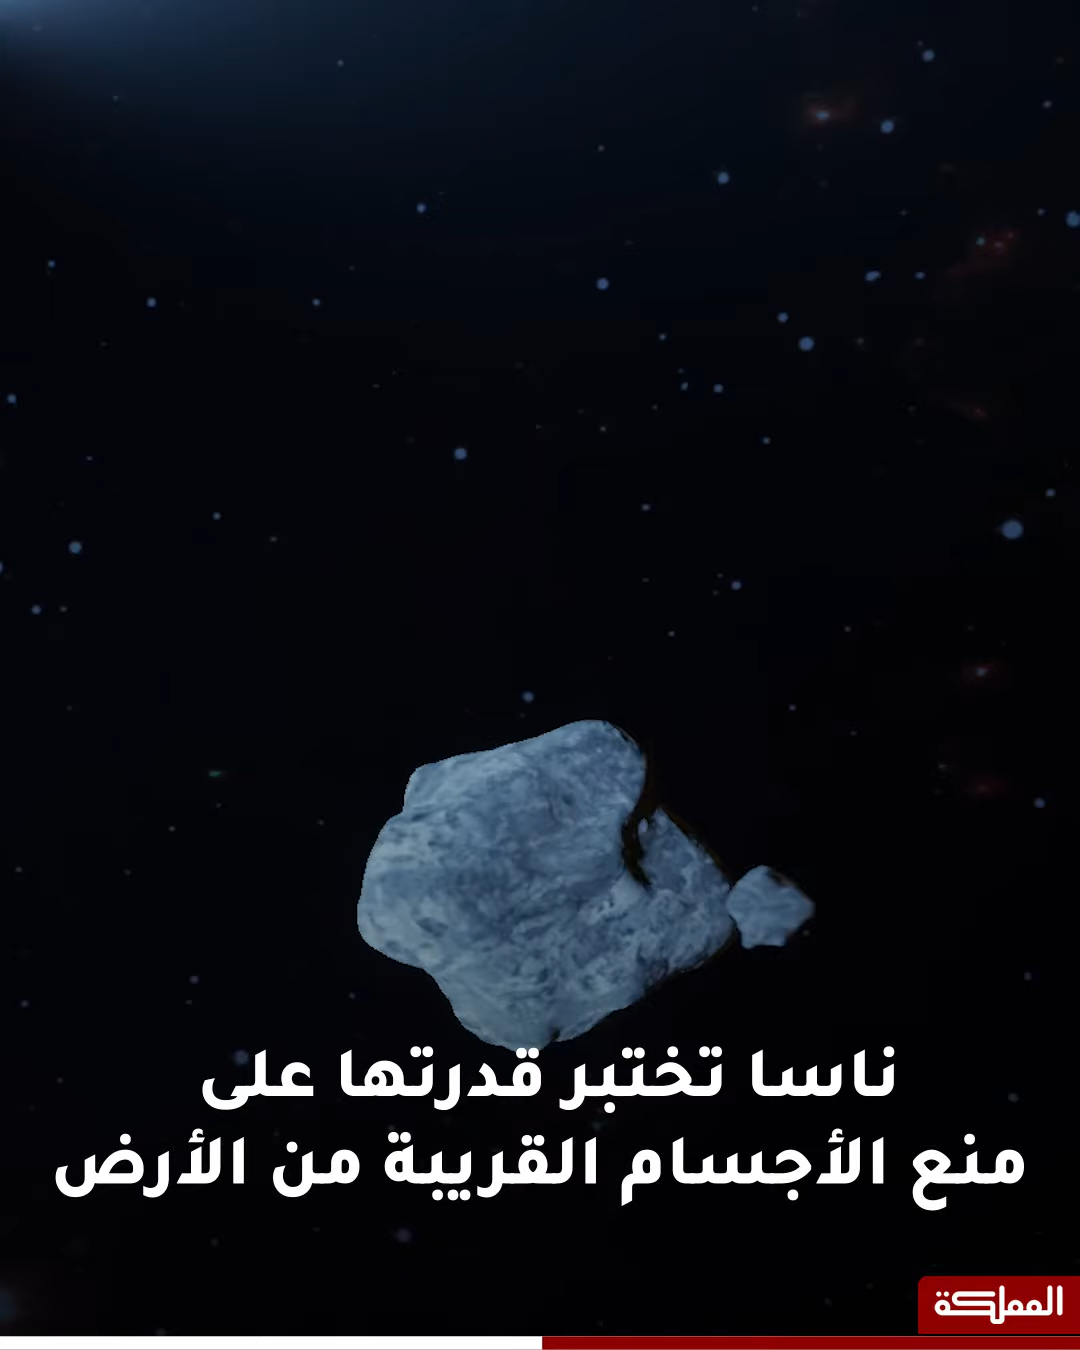 ناسا تختبر قدرتها على
منع الأجسام القريبة من الأرض
المملكة